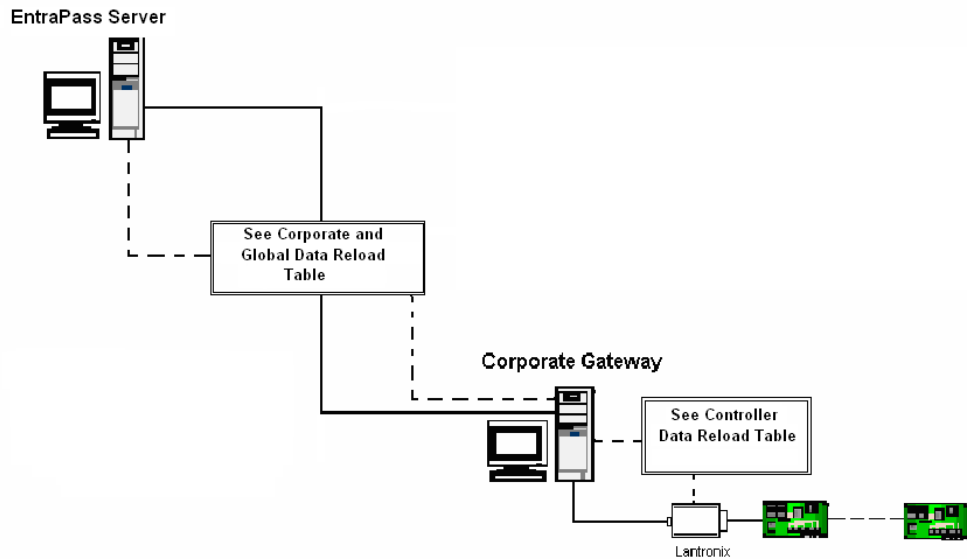 EntraPass Server
See Corporate and
Global Data Reload
Table
Corporate Gateway
See Controller
Data Reload Table
Lantronix